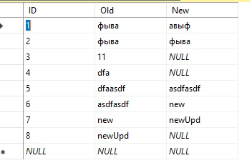 ID Old New
1 фыва авыф
2 фыва фыва
3 11 NULL
4 dfa NULL
5 dfaasdf asdfasdf
6 asdfasdf new
7 new newUpd
8 newUpd NULL
NULL NULL NULL